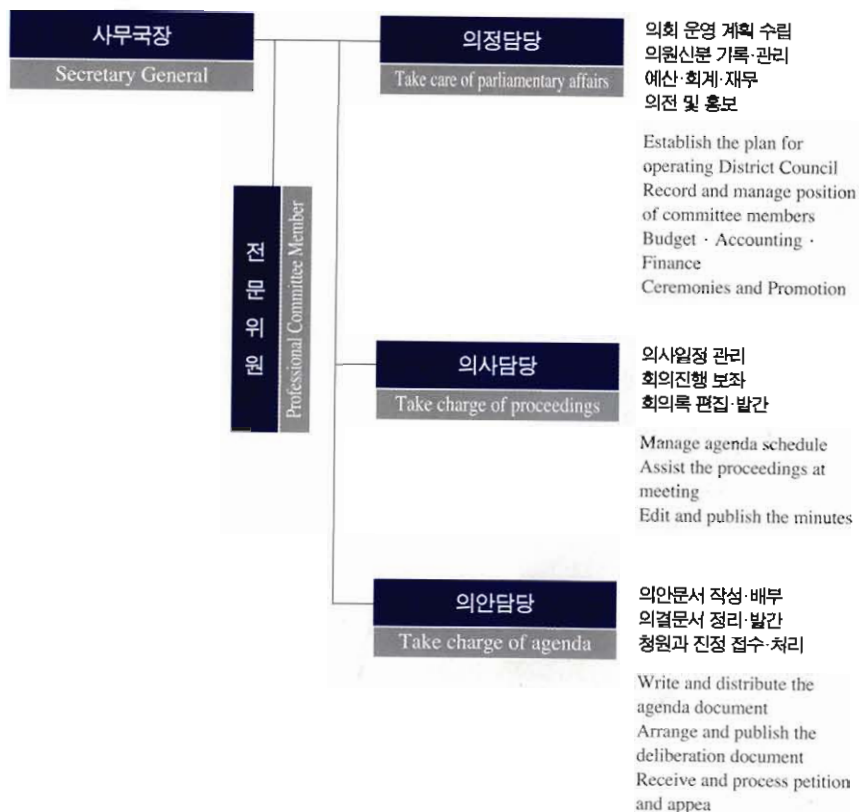 사무국장
Secretary General
의정담당
Take care of parliamentary affairs
의회 운영 계획 수립
의원신분 기록·관리
예산·회계·재무
의전 및 홍보
Establish the plan for
operating District Council
Record and manage position
of committee members
Budget · Accounting ·
Finance
Ceremonies and Promotion
전문위원
Professional Committee Member
의사담당
Take charge of proceedings
의사일정 관리
회의진행 보좌
회의록 편집·발간
Manage agenda schedule
Assist the proceedings at
meeting
Edit and publish the minutes
의안담당
Take charge of agenda
의안문서 작성·배부
의결문서 정리·발간
청원과 진정 접수·처리
Write and distribute the
agenda document
Arrange and publish the
deliberation document
Receive and process petition
and appea